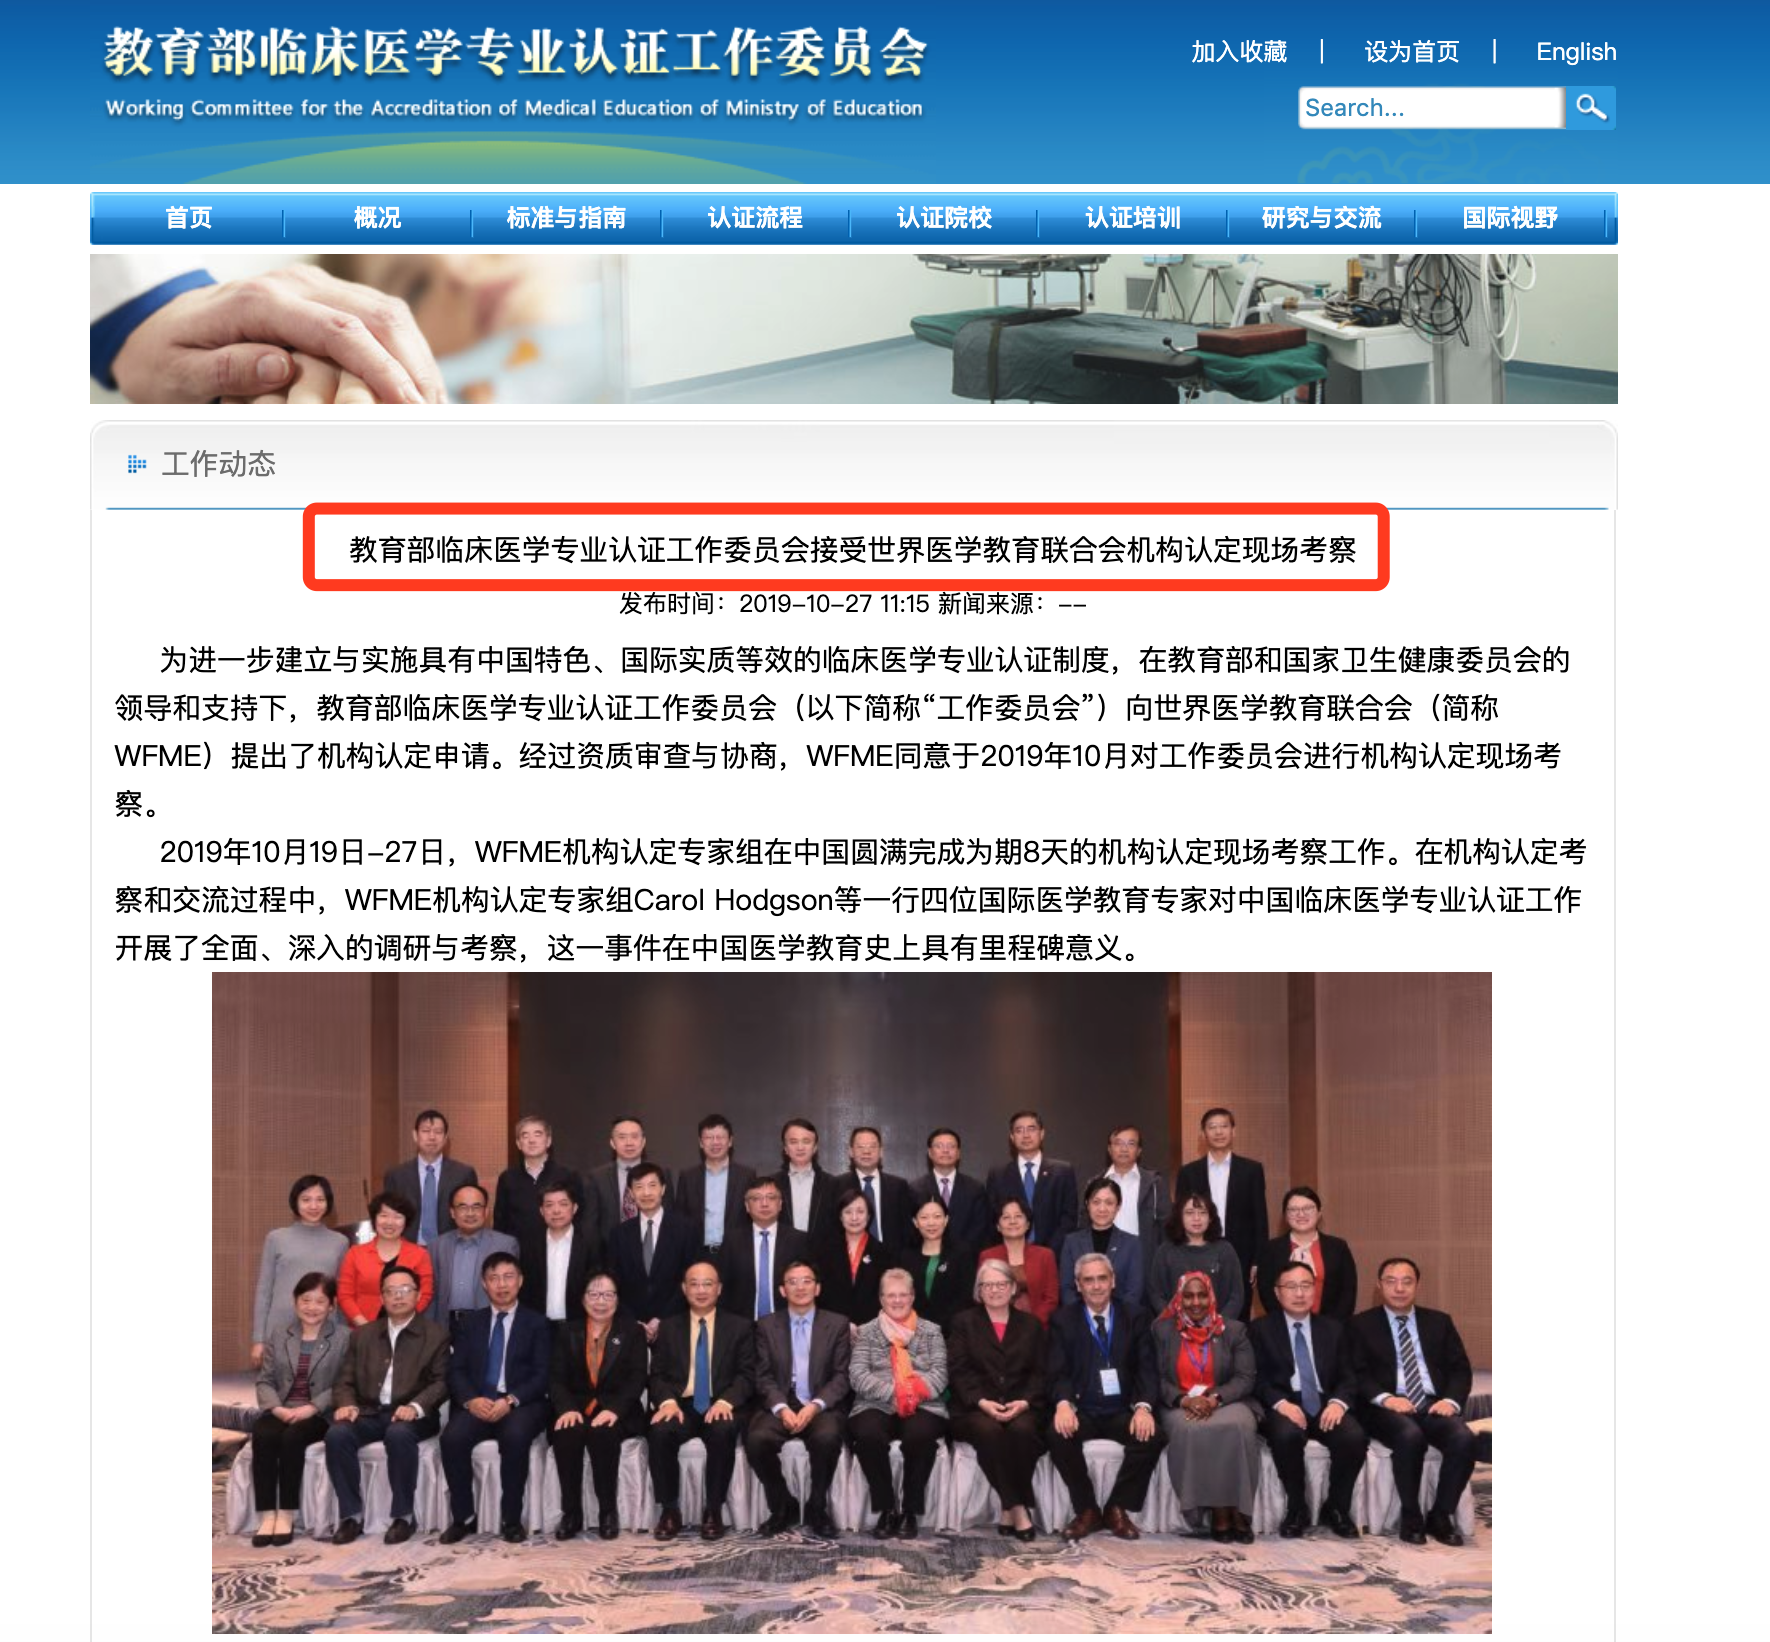 教育部临床医学专业认证工作委员会
Working Committee for the Accreditation of Medical Education of Ministry of Education
加入收藏 | 设为首页 | English
Search...
首页 概况 标准与指南 认证流程 认证院校 认证培训 研究与交流 国际视野
工作动态
教育部临床医学专业认证工作委员会接受世界医学教育联合会机构认定现场考察
发布时间：2019-10-27 11:15 新闻来源：--
为进一步建立与实施具有中国特色、国际实质等效的临床医学专业认证制度，在教育部和国家卫生健康委员会的
领导和支持下，教育部临床医学专业认证工作委员会（以下简称“工作委员会”）向世界医学教育联合会（简称
WFME）提出了机构认定申请。经过资质审查与协商，WFME同意于2019年10月对工作委员会进行机构认定现场考
察。
2019年10月19日-27日，WFME机构认定专家组在中国圆满完成为期8天的机构认定现场考察工作。在机构认定考
察和交流过程中，WFME机构认定专家组Carol Hodgson等一行四位国际医学教育专家对中国临床医学专业认证工作
开展了全面、深入的调研与考察，这一事件在中国医学教育史上具有里程碑意义。